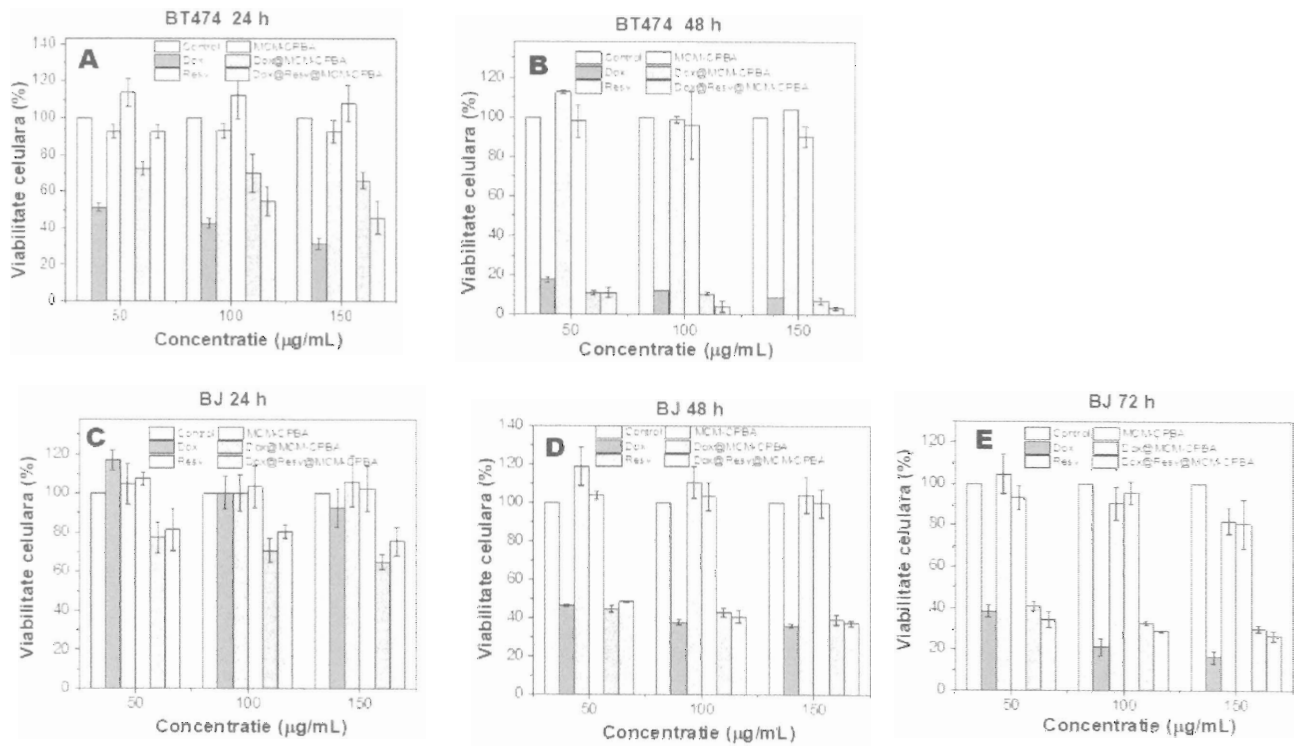 BT474 24 h
A
Control
MCM-CPBA
Dox
Dox@MCM-CPBA
Resv
Dox@Resv@MCM-CPBA
Viabilitate celulara (%)
140
120
100
80
60
40
20
0
50
100
150
Concentratie (µg/mL)
BT474 48 h
B
Control
MCM-CPBA
Dox
Dox@MCM-CPBA
Resv
Dox@Resv@MCM-CPBA
Viabilitate celulara (%)
120
100
80
60
40
20
0
50
100
150
Concentratie (µg/mL)
BJ 24 h
C
Control
MCM-CPBA
Dox
Dox@MCM-CPBA
Resv
Dox@Resv@MCM-CPBA
Viabilitate celulara (%)
120
100
80
60
40
20
0
50
100
150
Concentratie (µg/mL)
BJ 48 h
D
Control
MCM-CPBA
Dox
Dox@MCM-CPBA
Resv
Dox@Resv@MCM-CPBA
Viabilitate celulara (%)
140
120
100
80
60
40
20
0
50
100
150
Concentratie (µg/mL)
BJ 72 h
E
Control
MCM-CPBA
Dox
Dox@MCM-CPBA
Resv
Dox@Resv@MCM-CPBA
Viabilitate celulara (%)
120
100
80
60
40
20
0
50
100
150
Concentratie (µg/mL)